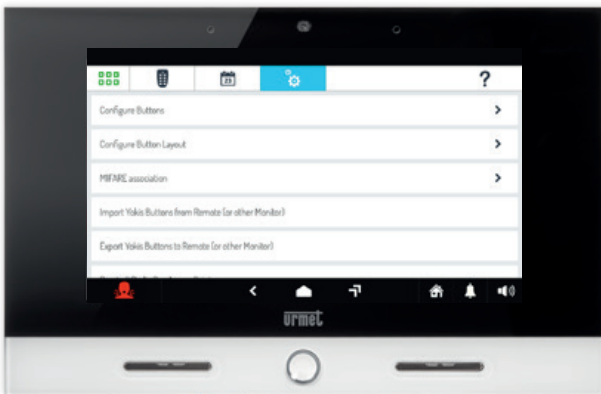 ?
Configure Buttons
Configure Button Layout
MIFARE association
Import Yokis Buttons from Remote (or other Monitor)
Export Yokis Buttons to Remote (or other Monitor)
urmet